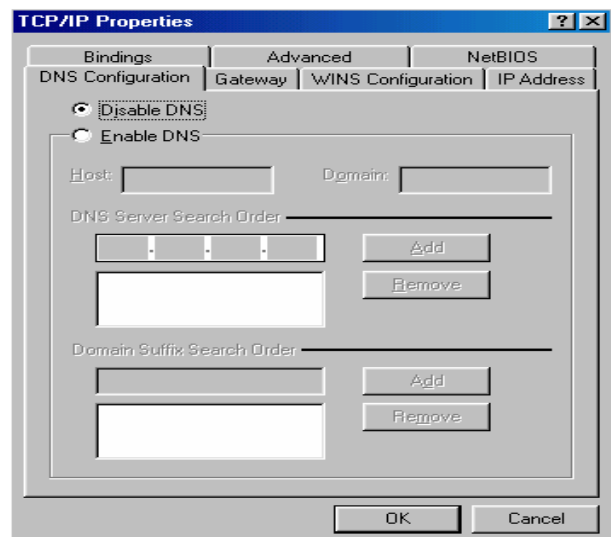 TCP/IP Properties
Bindings Advanced NetBIOS
DNS Configuration Gateway WINS Configuration IP Address
Disable DNS
Enable DNS
Host: Domain:
DNS Server Search Order
. . . Add
Remove
Domain Suffix Search Order
Add
Remove
OK Cancel